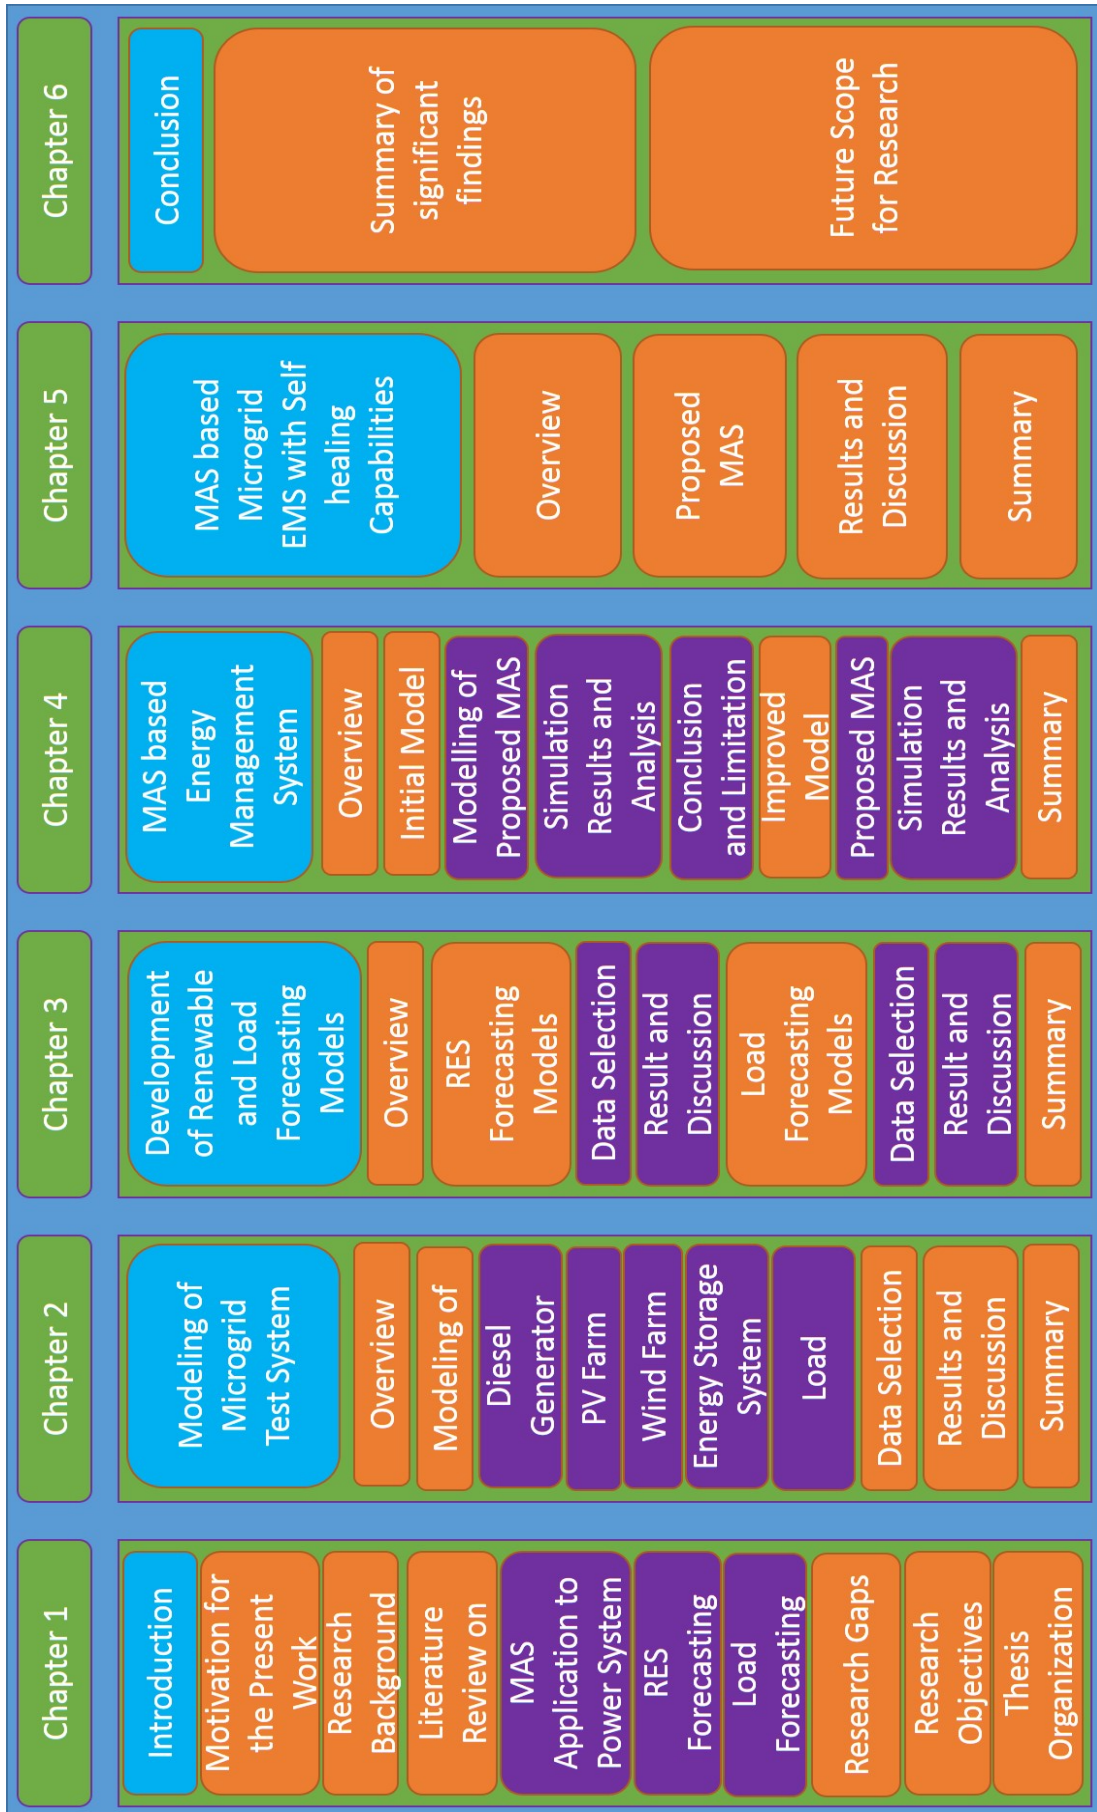 Chapter 1
Introduction
Motivation for
the Present
Work
Research
Background
Literature
Review on
MAS
Application to
Power System
RES
Forecasting
Load
Forecasting
Research Gaps
Research
Objectives
Thesis
Organization
Chapter 2
Modeling of
Microgrid
Test System
Overview
Modeling of
Diesel
Generator
PV Farm
Wind Farm
Energy Storage
System
Load
Data Selection
Results and
Discussion
Summary
Chapter 3
Development
of Renewable
and Load
Forecasting
Models
Overview
RES
Forecasting
Models
Data Selection
Result and
Discussion
Load
Forecasting
Models
Data Selection
Result and
Discussion
Summary
Chapter 4
MAS based
Energy
Management
System
Overview
Initial Model
Modelling of
Proposed MAS
Simulation
Results and
Analysis
Conclusion
and Limitation
Improved
Model
Proposed MAS
Simulation
Results and
Analysis
Summary
Chapter 5
MAS based
Microgrid
EMS with Self
healing
Capabilities
Overview
Proposed
MAS
Results and
Discussion
Summary
Chapter 6
Conclusion
Summary of
significant
findings
Future Scope
for Research